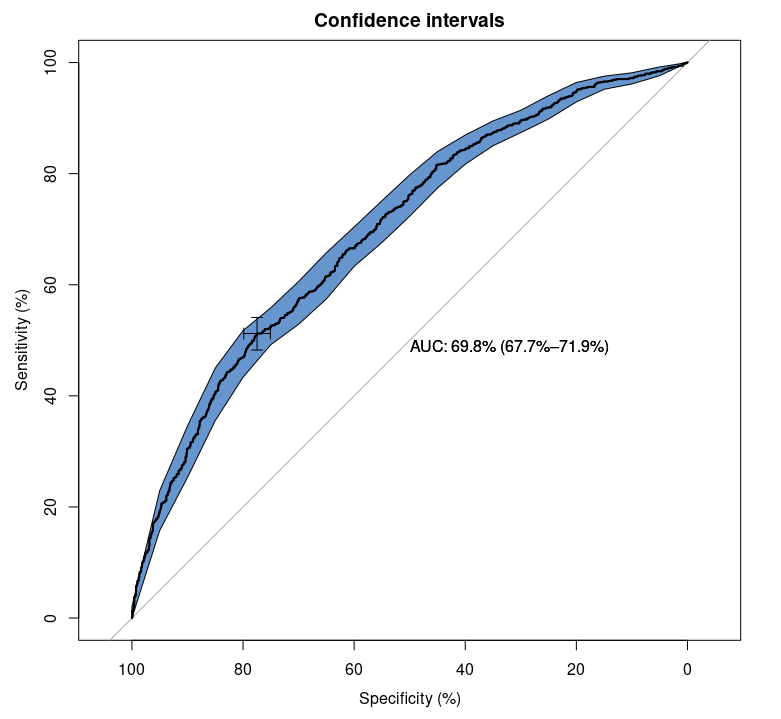 Confidence intervals
100
80
60
40
20
0
Sensitivity (%)
AUC: 69.8% (67.7%–71.9%)
100 80 60 40 20 0
Specificity (%)